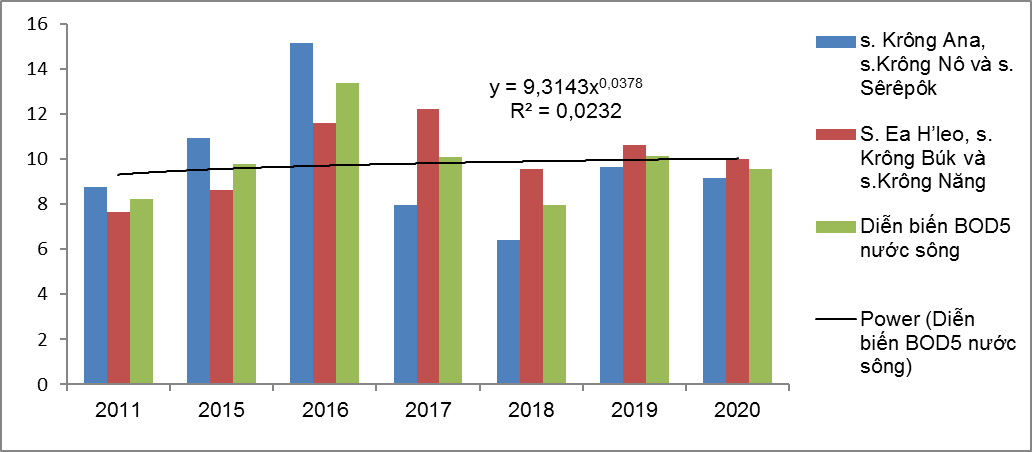 16
14
12
10
8
6
4
2
0
2011 2015 2016 2017 2018 2019 2020
y = 9,3143x^0,0378
R² = 0,0232
s. Krông Ana,
s.Krông Nô và s.
Sêrêpôk
S. Ea H'leo, s.
Krông Búk và
s.Krông Năng
Diễn biến BOD5
nước sông
Power (Diễn
biến BOD5 nước
sông)